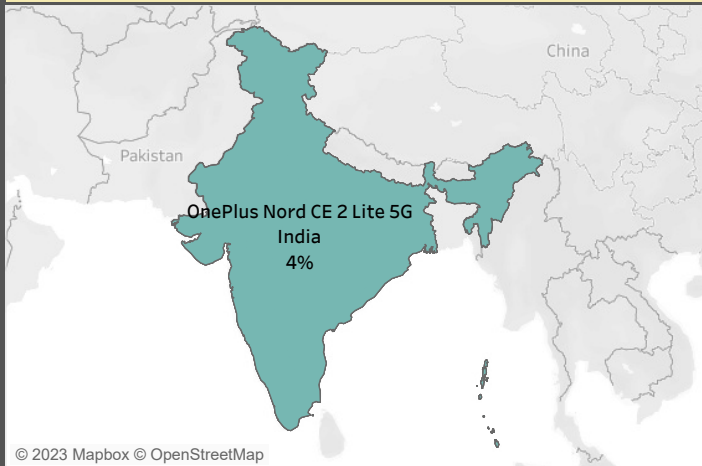 China
Pakistan
OnePlus Nord CE 2 Lite 5G
India
4%
© 2023 Mapbox © OpenStreetMap